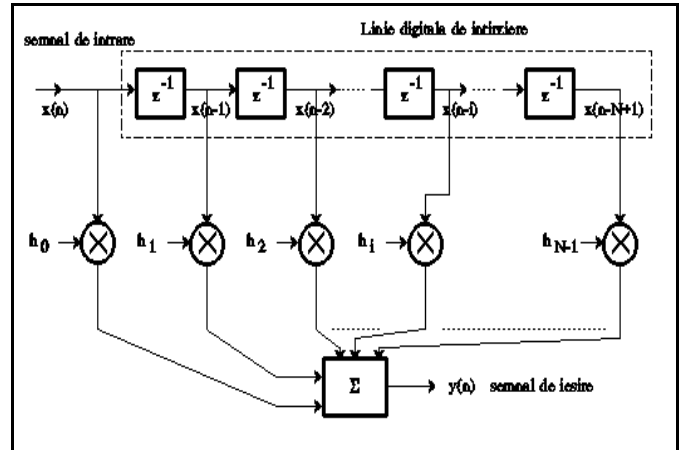 Linie digitala de intirziere
semnal de intrare
z-1 z-1 z-1 z-1
x(n) x(n-1) x(n-2) x(n-i) x(n-N+1)
h0 h1 h2 hi hN-1
Σ y(n) semnal de iesire